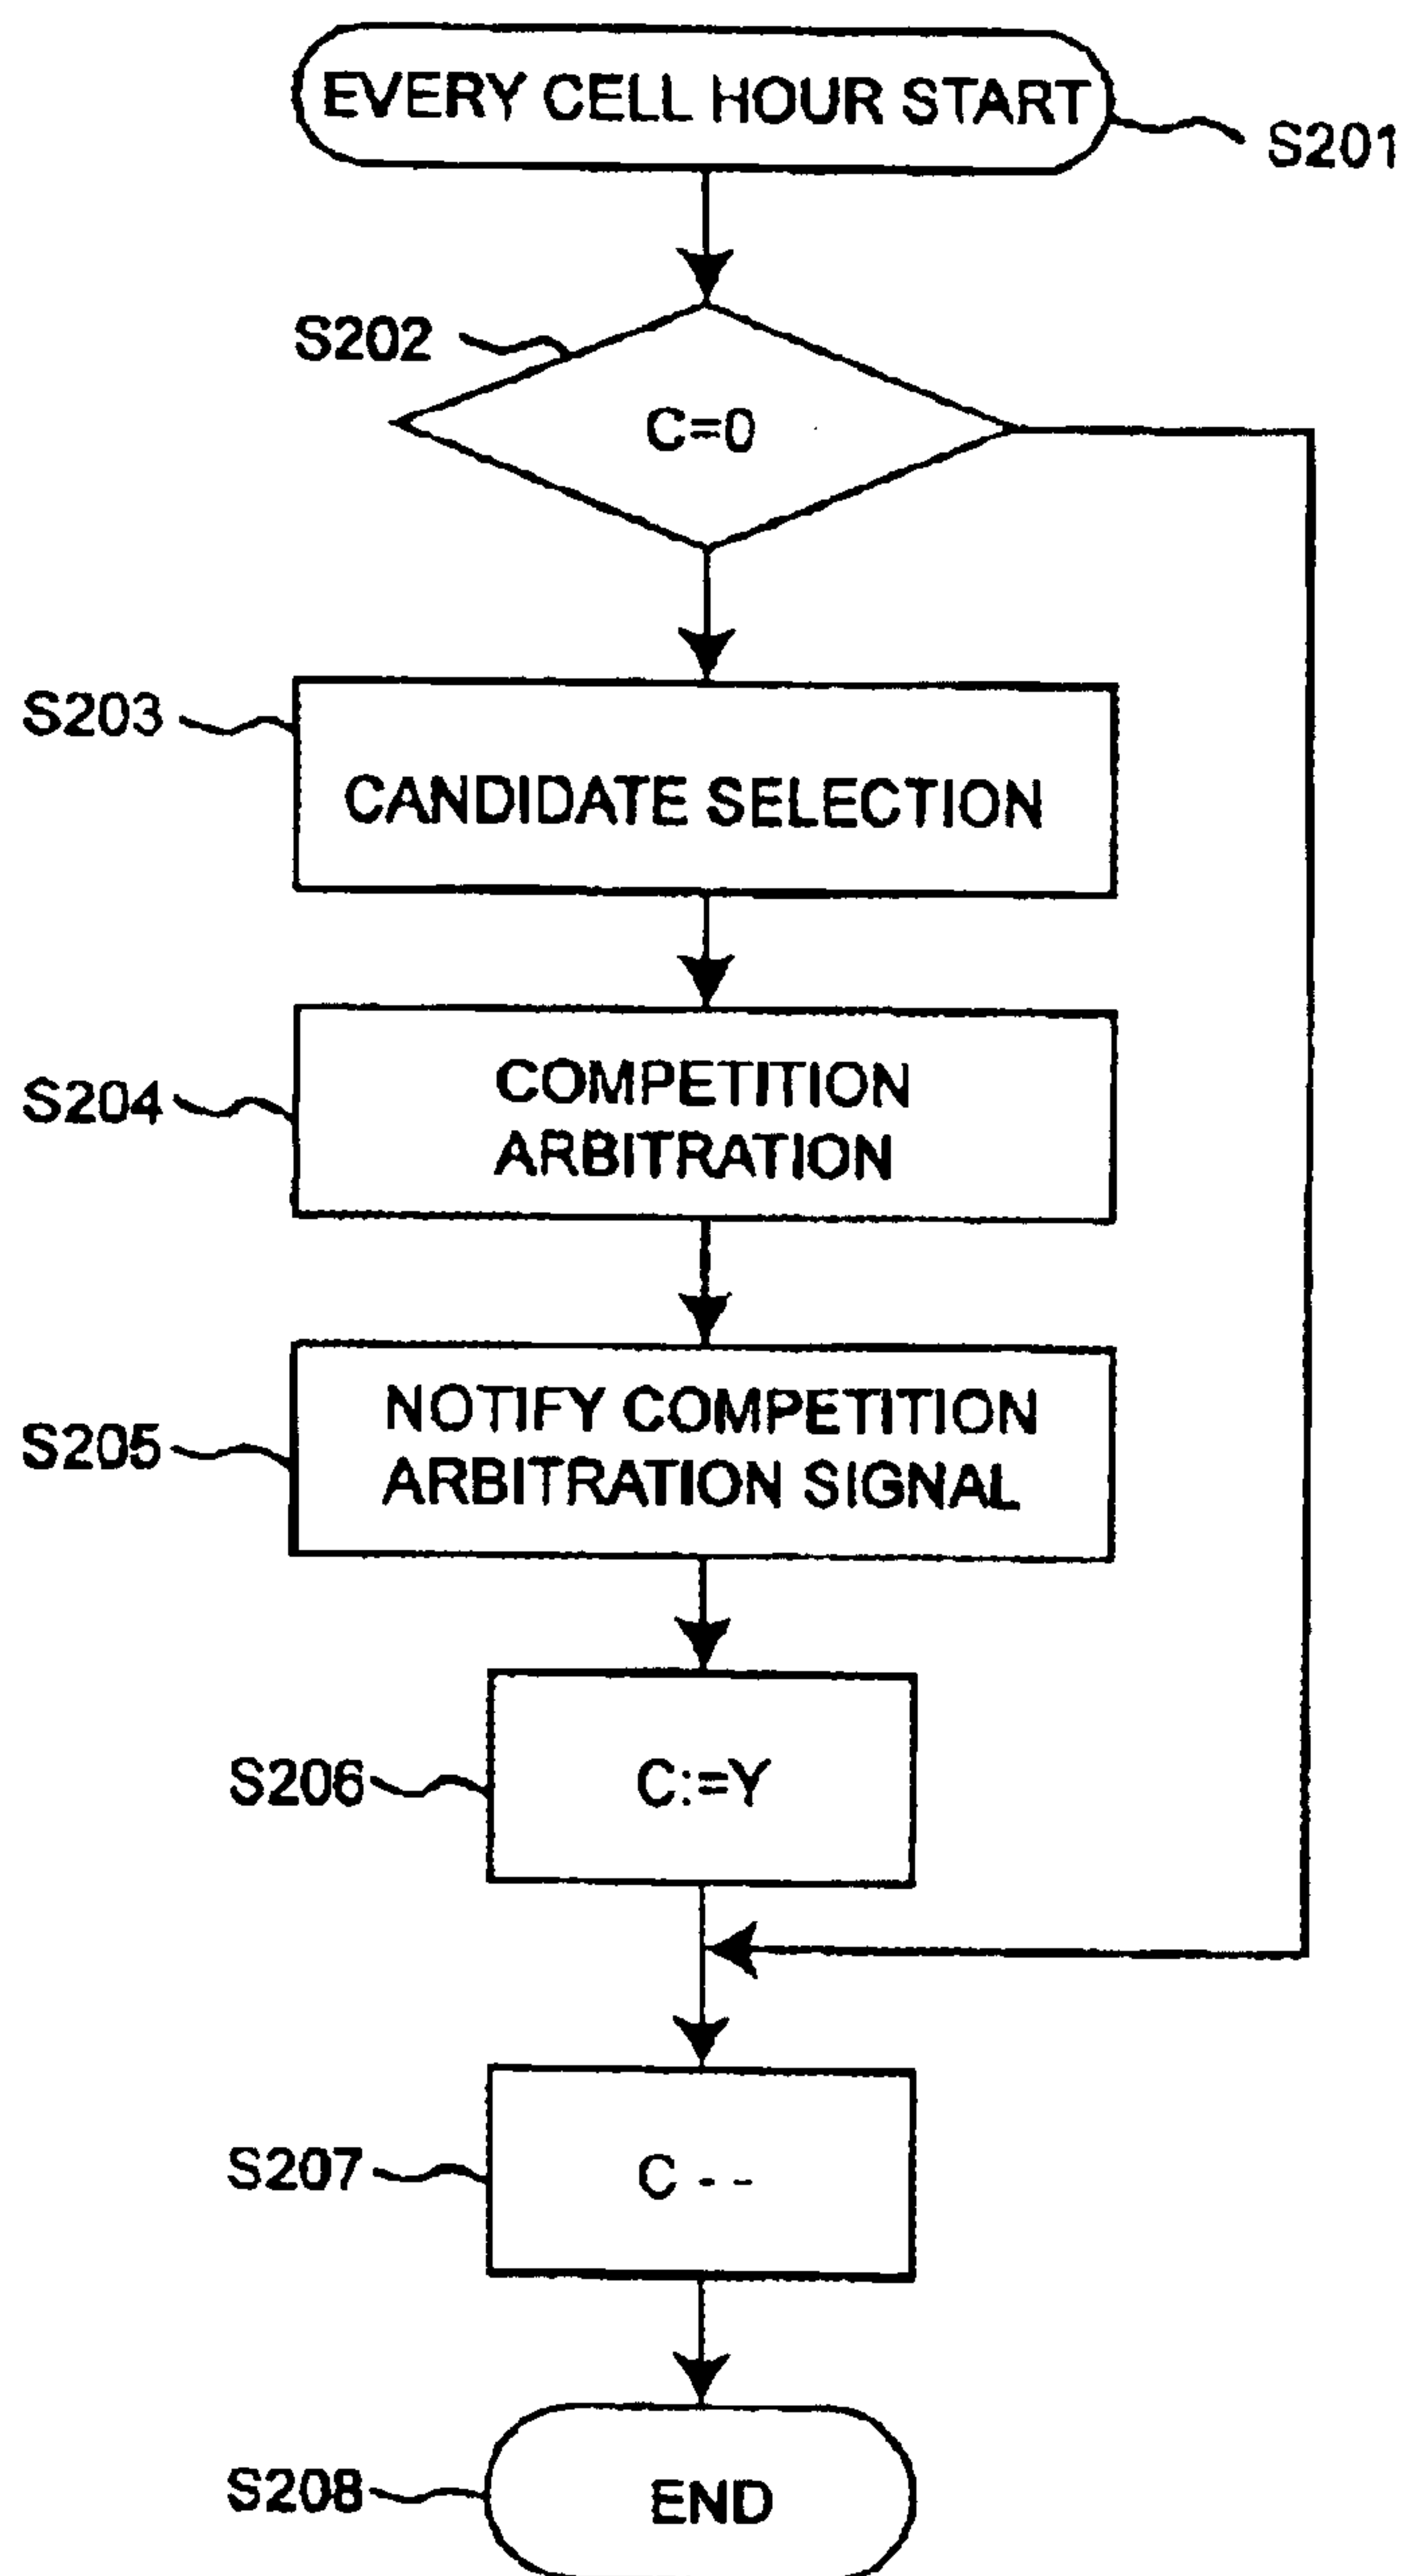 EVERY CELL HOUR START
S201
S202
C=0
S203
CANDIDATE SELECTION
S204
COMPETITION
ARBITRATION
S205
NOTIFY COMPETITION
ARBITRATION SIGNAL
S206
C:=Y
S207
C - -
S208
END